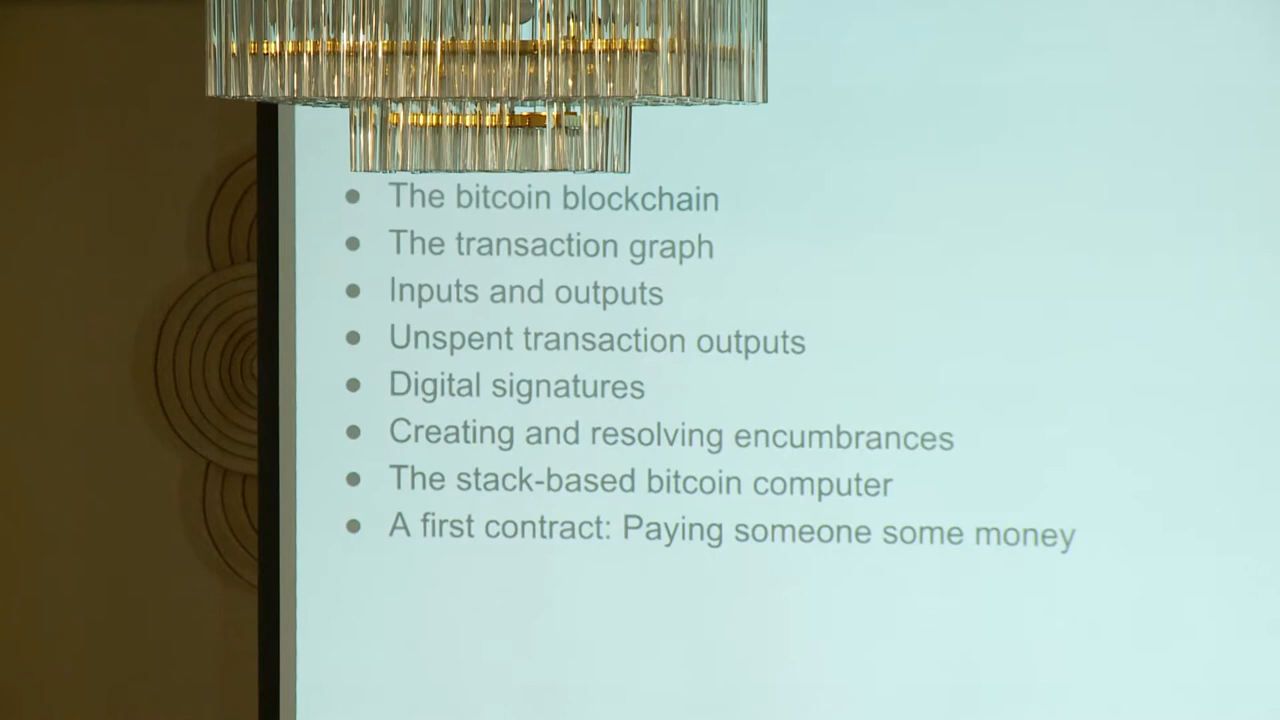 ● The bitcoin blockchain
● The transaction graph
● Inputs and outputs
● Unspent transaction outputs
● Digital signatures
● Creating and resolving encumbrances
● The stack-based bitcoin computer
● A first contract: Paying someone some money